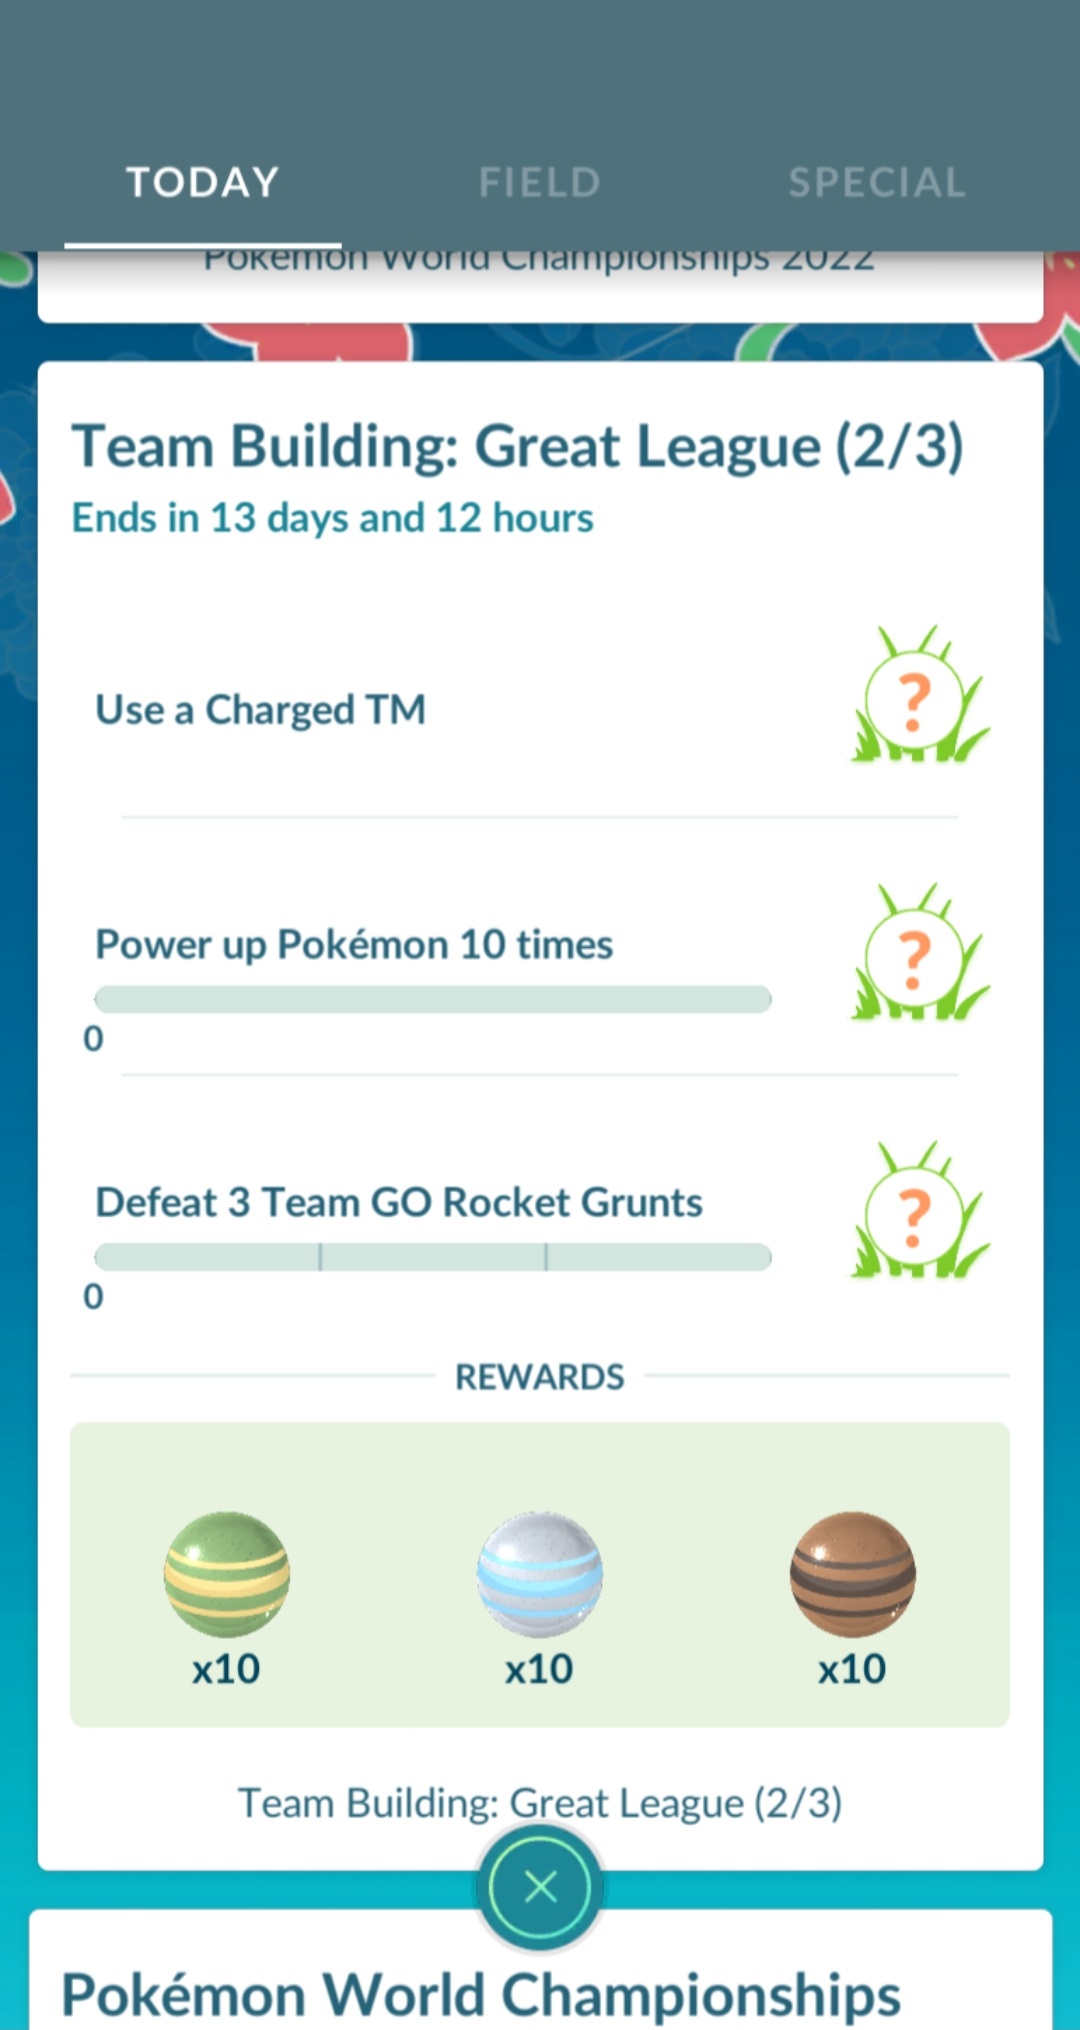 TODAY
FIELD
SPECIAL
Pokémon World Championships 2022
Team Building: Great League (2/3)
Ends in 13 days and 12 hours
Use a Charged TM
?
Power up Pokémon 10 times
?
0
Defeat 3 Team GO Rocket Grunts
?
0
REWARDS
x10
x10
x10
Team Building: Great League (2/3)
Pokémon World Championships